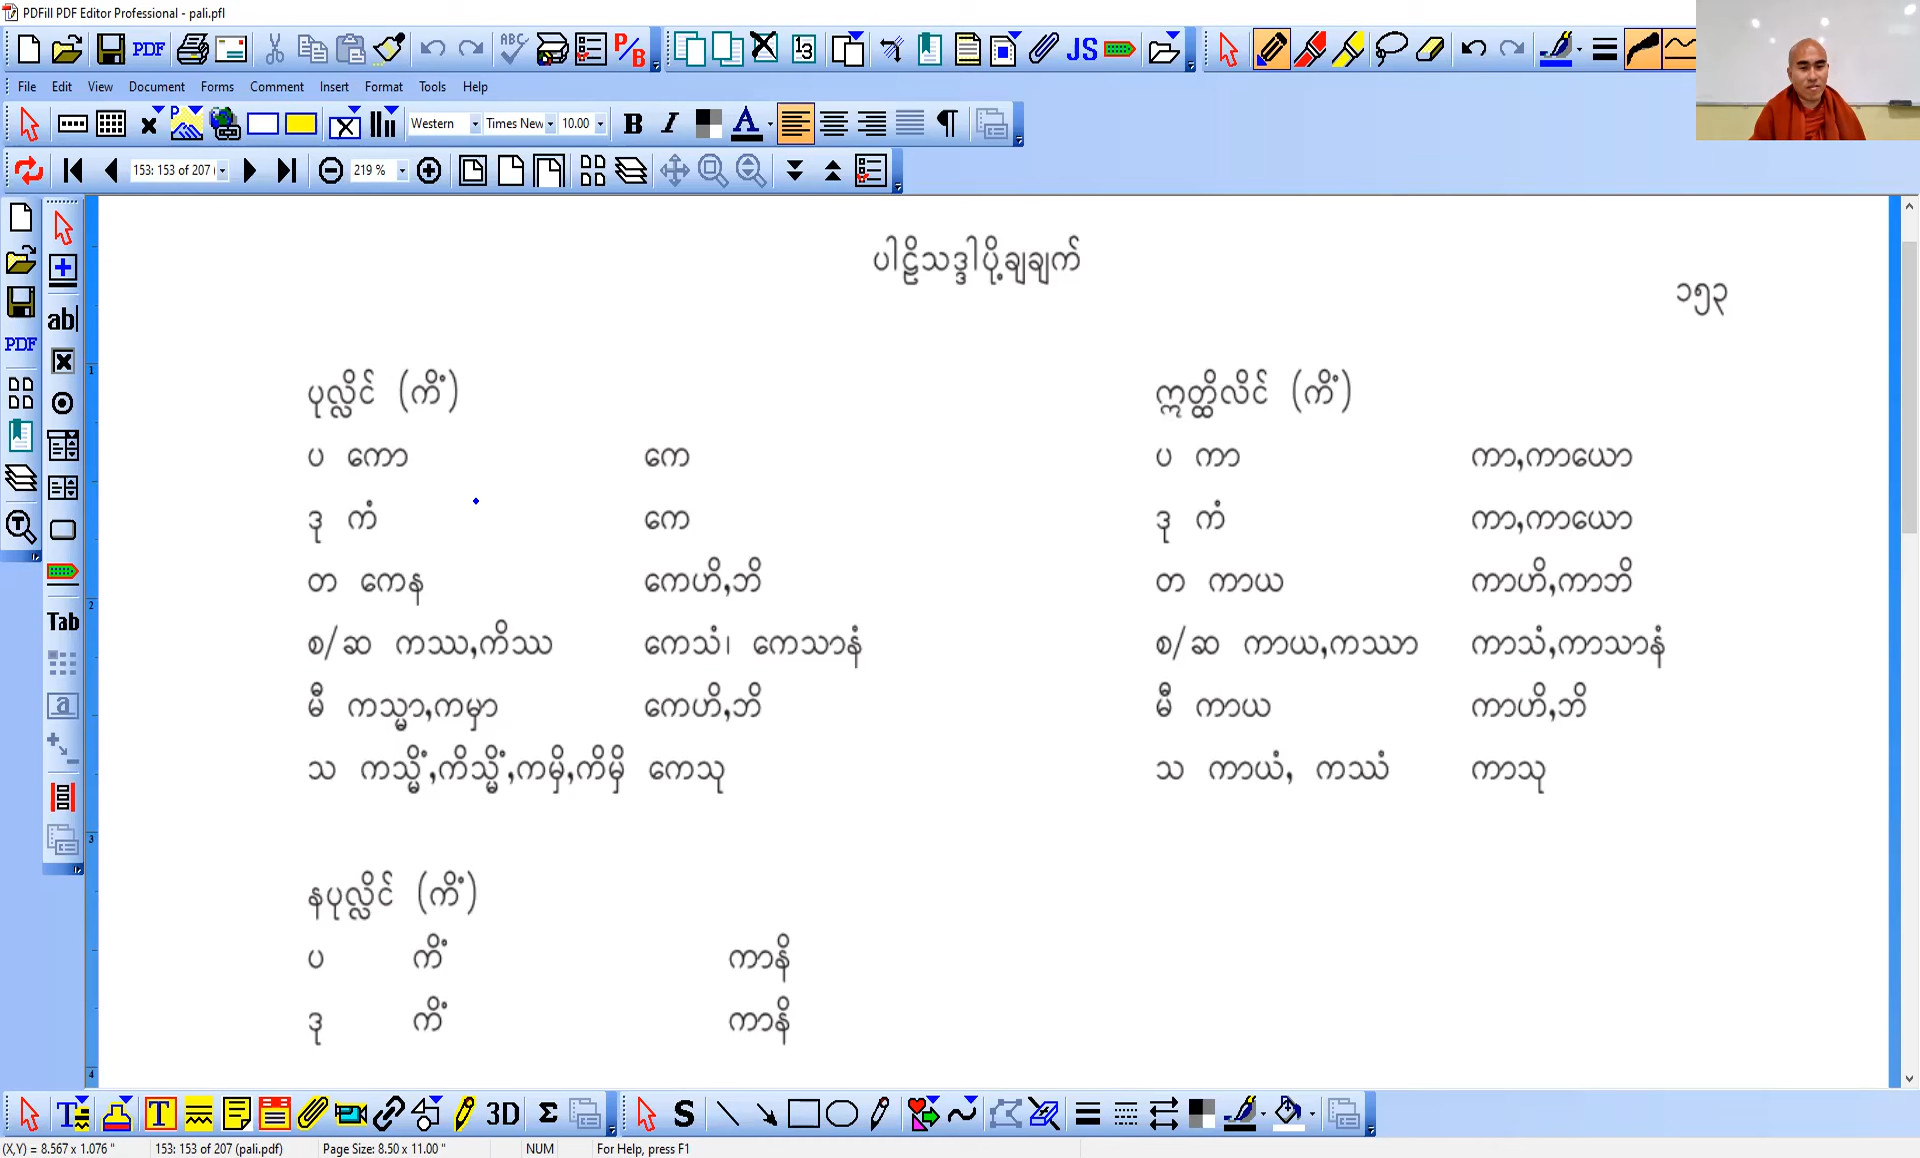 PDFill PDF Editor Professional - pali.pfl
File Edit View Document Forms Comment Insert Format Tools Help
Western Times New 10.00
153: 153 of 207 ( 219 %
ပါဠိသဒ္ဒါပို့ချချက်
၁၅၃
ပုလ္လိင် (ကိံ)
ပ ကော ကေ
ဒု ကံ ကေ
တ ကေန ကေဟိ,ဘိ
စ/ဆ ကဿ,ကိဿ ကေသံ၊ ကေသာနံ
မီ ကသ္မာ,ကမှာ ကေဟိ,ဘိ
သ ကသ္မိံ,ကိသ္မိံ,ကမှိ,ကိမှိ ကေသု
ဣတ္ထိလိင် (ကိံ)
ပ ကာ ကာ,ကာယော
ဒု ကံ ကာ,ကာယော
တ ကာယ ကာဟိ,ကာဘိ
စ/ဆ ကာယ,ကဿာ ကာသံ,ကာသာနံ
မီ ကာယ ကာဟိ,ဘိ
သ ကာယံ, ကဿံ ကာသု
နပုလ္လိင် (ကိံ)
ပ ကိံ ကာနိ
ဒု ကိံ ကာနိ
(X,Y) = 8.567 x 1.076 " 153: 153 of 207 (pali.pdf) Page Size: 8.50 x 11.00 " NUM For Help, press F1